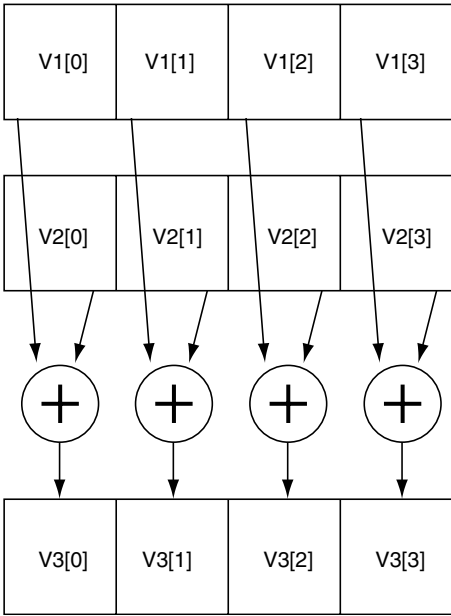 V1[0] V1[1] V1[2] V1[3]
V2[0] V2[1] V2[2] V2[3]
+ + + +
V3[0] V3[1] V3[2] V3[3]